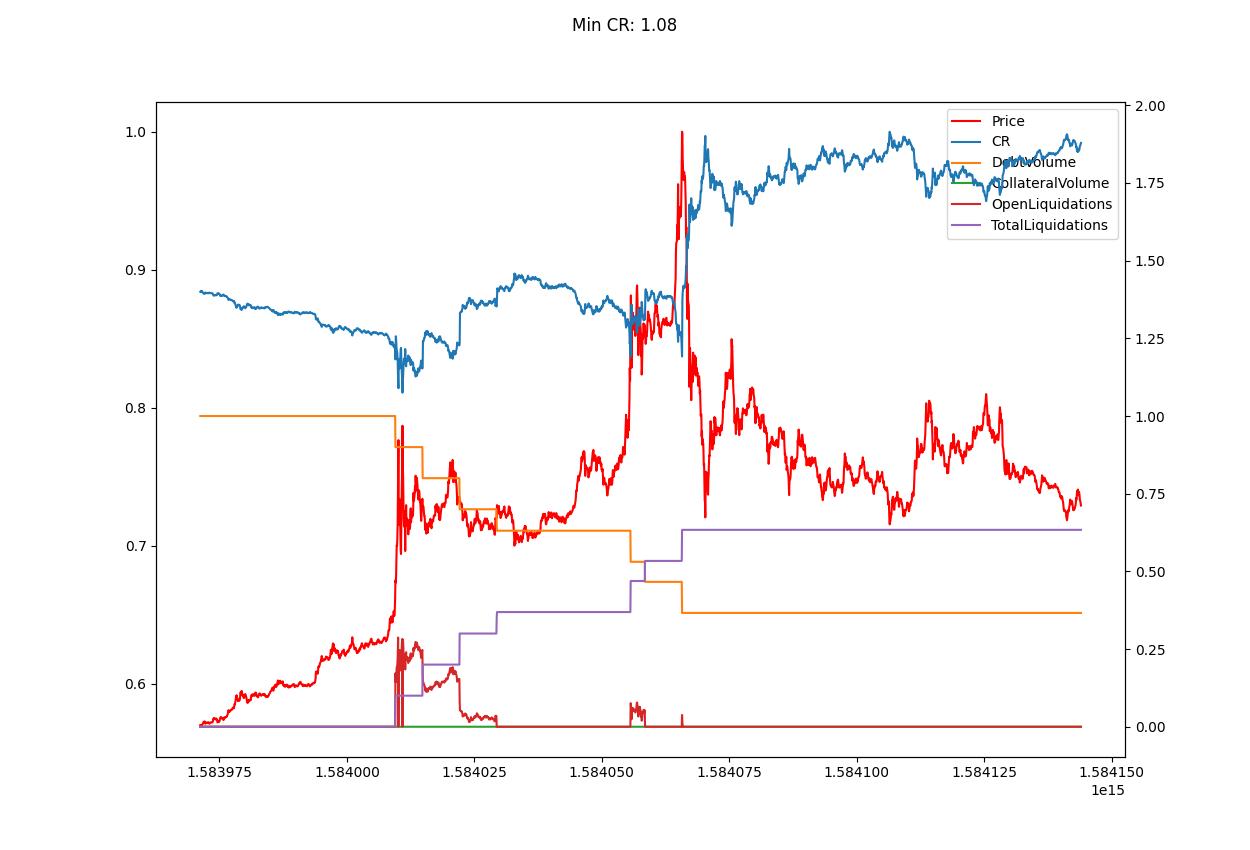 Min CR: 1.08
1.0
0.9
0.8
0.7
0.6
2.00
1.75
1.50
1.25
1.00
0.75
0.50
0.25
0.00
Price
CR
DebtVolume
CollateralVolume
OpenLiquidations
TotalLiquidations
1.583975 1.584000 1.584025 1.584050 1.584075 1.584100 1.584125 1.584150
1e15